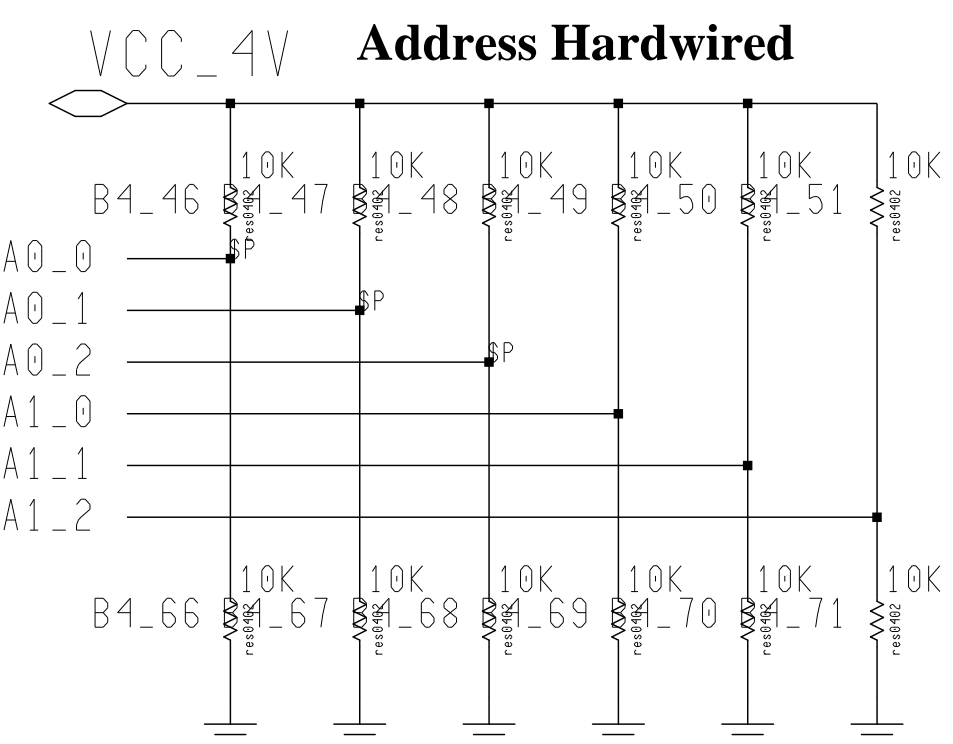 Address Hardwired
VCC_4V
10K 10K 10K 10K 10K 10K
B4_46 B4_47 B4_48 B4_49 B4_50 B4_51
res0402 res0402 res0402 res0402 res0402 res0402
A0_0 $P
A0_1 $P
A0_2 $P
A1_0
A1_1
A1_2
10K 10K 10K 10K 10K 10K
B4_66 B4_67 B4_68 B4_69 B4_70 B4_71
res0402 res0402 res0402 res0402 res0402 res0402